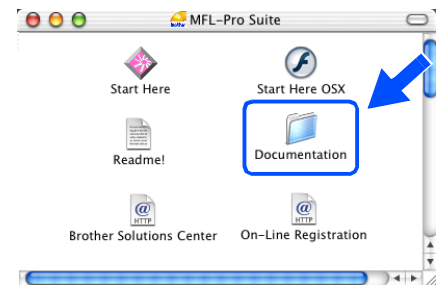 MFL-Pro Suite
Start Here
Start Here OSX
Readme!
Documentation
HTTP
HTTP
Brother Solutions Center
On-Line Registration